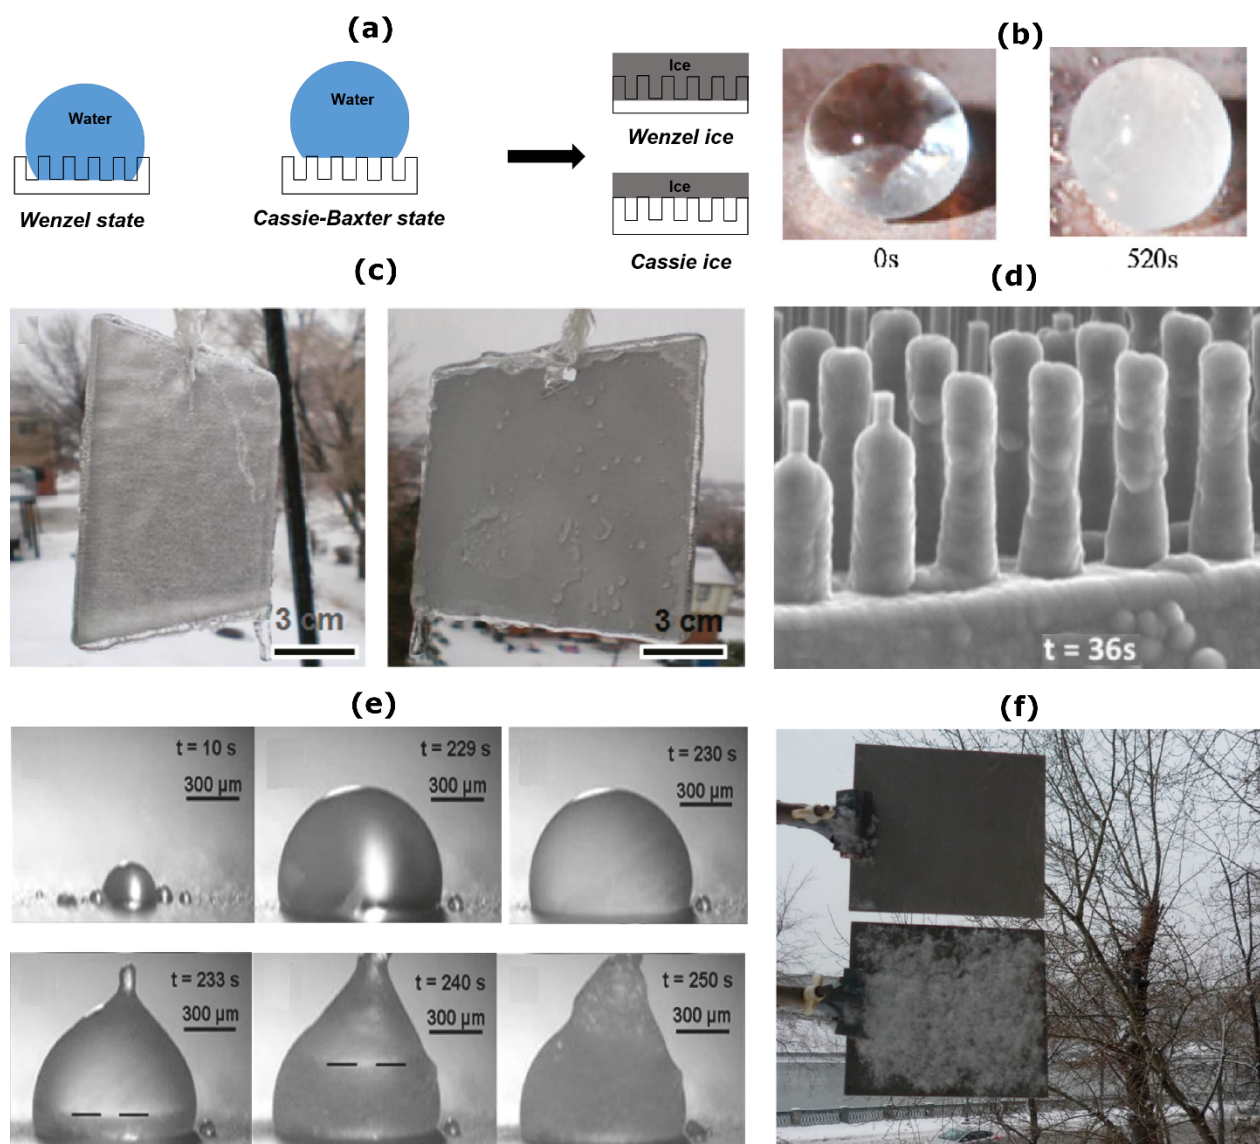 (a)
Water
Wenzel state
Water
Cassie-Baxter state
Ice
Wenzel ice
Ice
Cassie ice
(b)
0s
520s
(c)
3 cm
3 cm
(d)
t = 36s
(e)
t = 10 s
300 µm
t = 229 s
300 µm
t = 230 s
300 µm
t = 233 s
300 µm
t = 240 s
300 µm
t = 250 s
300 µm
(f)